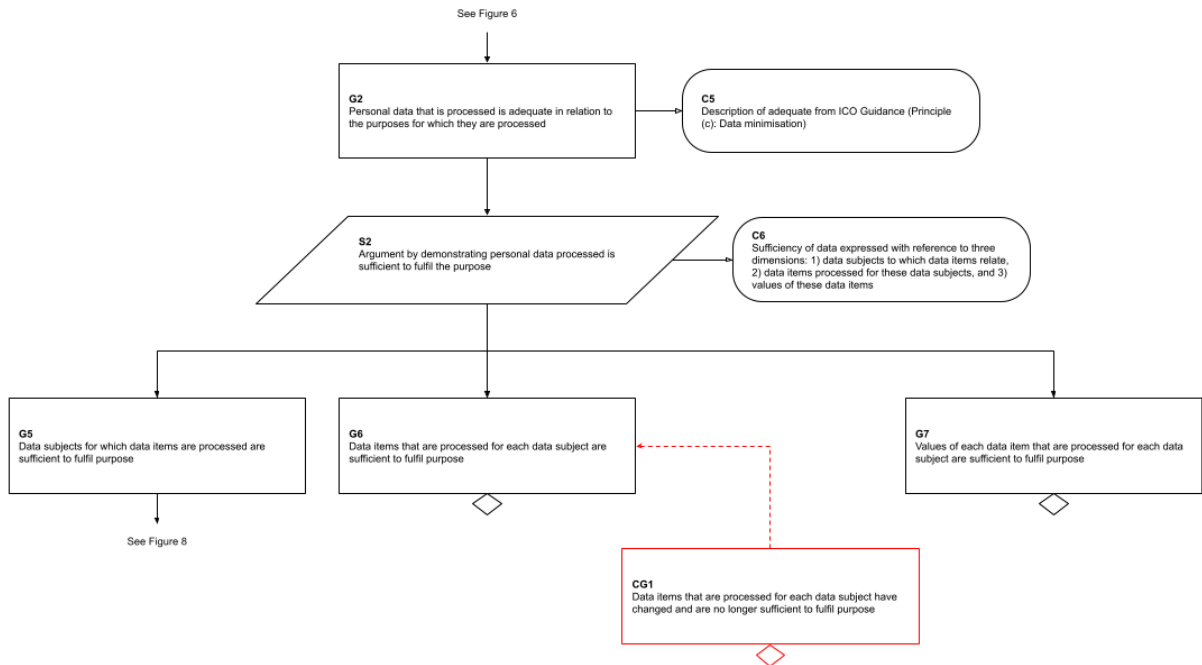 See Figure 6
G2
Personal data that is processed is adequate in relation to
the purposes for which they are processed
C5
Description of adequate from ICO Guidance (Principle
(c): Data minimisation)
S2
Argument by demonstrating personal data processed is
sufficient to fulfil the purpose
C6
Sufficiency of data expressed with reference to three
dimensions: 1) data subjects to which data items relate,
2) data items processed for these data subjects, and 3)
values of these data items
G5
Data subjects for which data items are processed are
sufficient to fulfil purpose
G6
Data items that are processed for each data subject are
sufficient to fulfil purpose
G7
Values of each data item that are processed for each data
subject are sufficient to fulfil purpose
See Figure 8
CG1
Data items that are processed for each data subject have
changed and are no longer sufficient to fulfil purpose